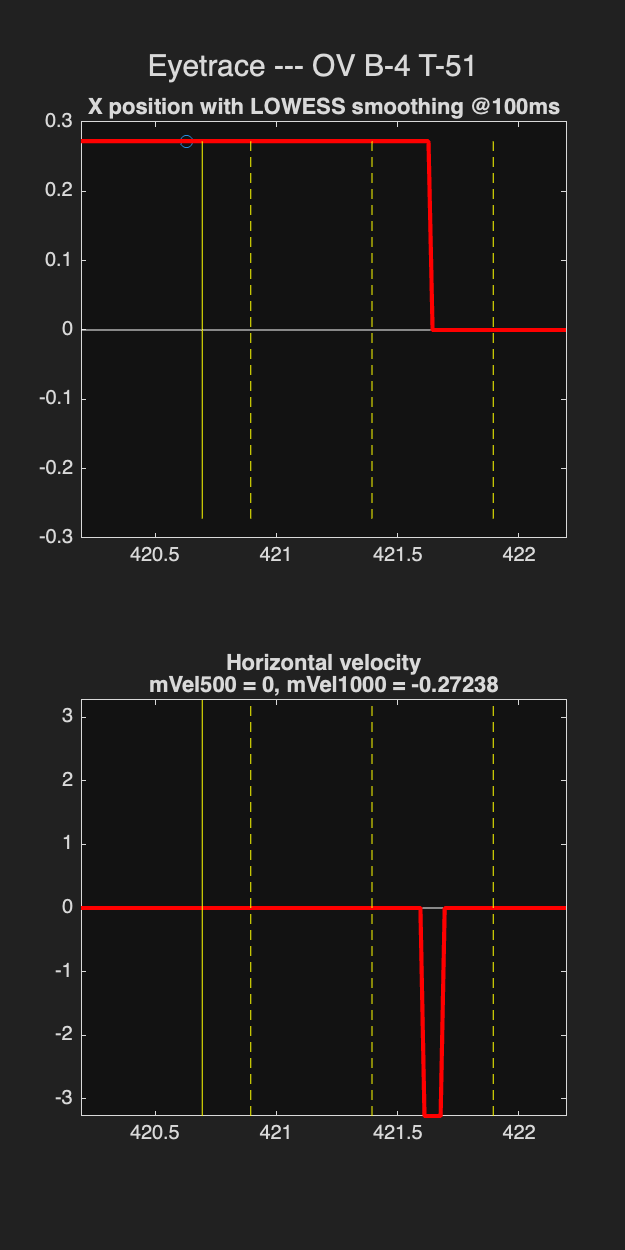 Eyetrace --- OV B-4 T-51
X position with LOWESS smoothing @100ms
0.3
0.2
0.1
0
-0.1
-0.2
-0.3
420.5 421 421.5 422
Horizontal velocity
mVel500 = 0, mVel1000 = -0.27238
3
2
1
0
-1
-2
-3
420.5 421 421.5 422